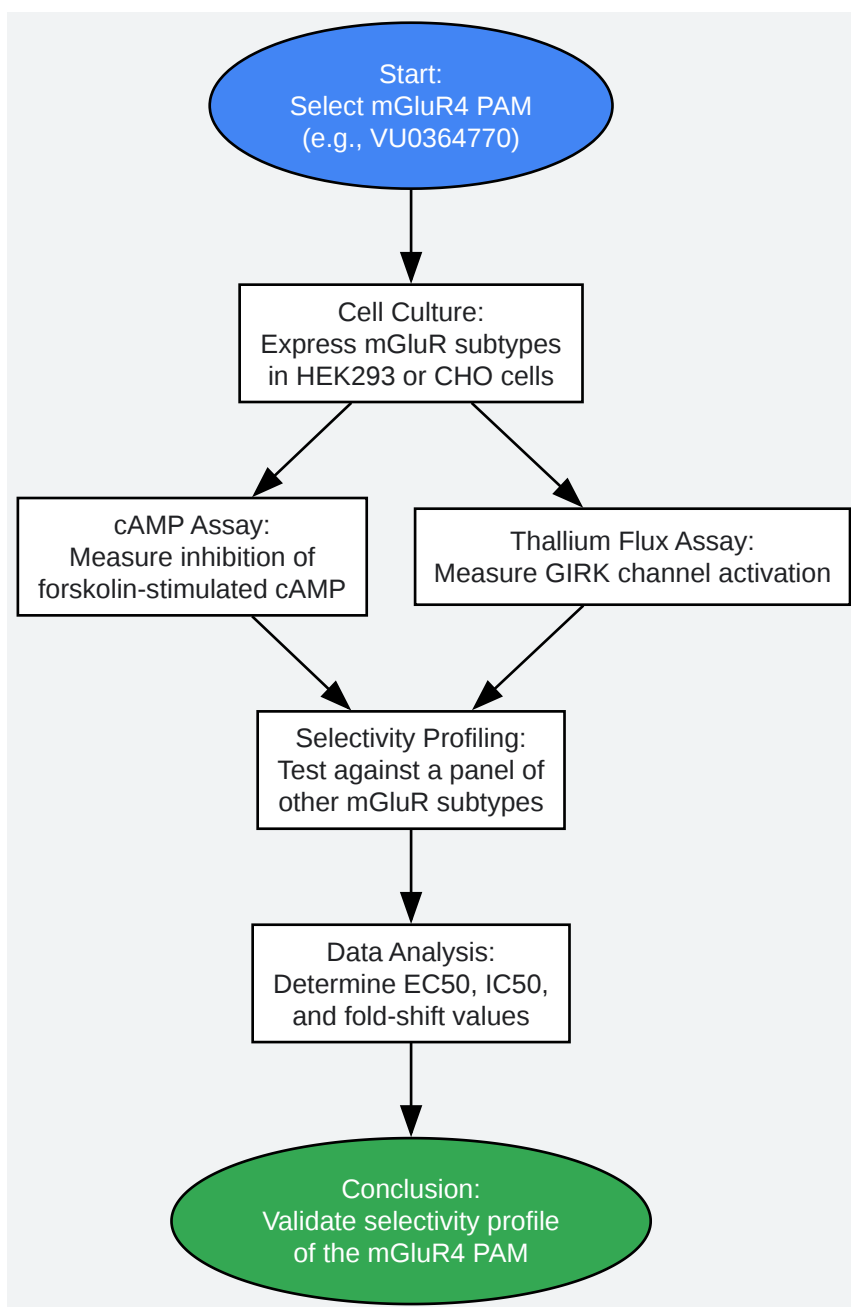 Start:
Select mGluR4 PAM
(e.g., VU0364770)
Cell Culture:
Express mGluR subtypes
in HEK293 or CHO cells
cAMP Assay:
Measure inhibition of
forskolin-stimulated cAMP
Thallium Flux Assay:
Measure GIRK channel activation
Selectivity Profiling:
Test against a panel of
other mGluR subtypes
Data Analysis:
Determine EC50, IC50,
and fold-shift values
Conclusion:
Validate selectivity profile
of the mGluR4 PAM